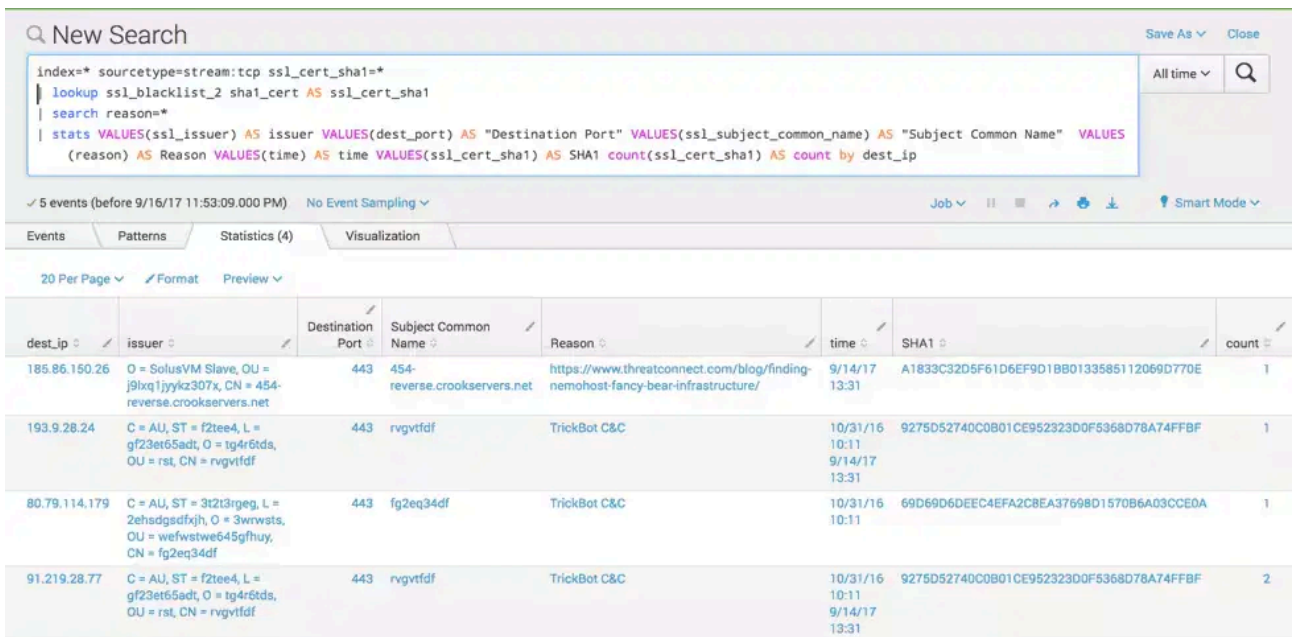 New Search
Save As
Close
index=* sourcetype=stream:tcp ssl_cert_sha1=*
| lookup ssl_blacklist_2 sha1_cert AS ssl_cert_sha1
| search reason=*
| stats VALUES(ssl_issuer) AS issuer VALUES(dest_port) AS "Destination Port" VALUES(ssl_subject_common_name) AS "Subject Common Name" VALUES
(reason) AS Reason VALUES(time) AS time VALUES(ssl_cert_sha1) AS SHA1 count(ssl_cert_sha1) AS count by dest_ip
All time
✓ 5 events (before 9/16/17 11:53:09.000 PM)
No Event Sampling
Job
Smart Mode
Events
Patterns
Statistics (4)
Visualization
20 Per Page
Format
Preview
dest_ip
issuer
Destination
Port
Subject Common
Name
Reason
time
SHA1
count
185.86.150.26
O = SolusVM Slave, OU =
j9lxq1jyykz307x, CN = 454-
reverse.crookservers.net
443
454-
reverse.crookservers.net
https://www.threatconnect.com/blog/finding-
nemohost-fancy-bear-infrastructure/
9/14/17
13:31
A1833C32D5F61D6EF9D1BB0133585112069D770E
1
193.9.28.24
C = AU, ST = f2tee4, L =
gf23et65adt, O = tg4r6tds,
OU = rst, CN = rvgvtfdf
443
rvgvtfdf
TrickBot C&C
10/31/16
10:11
9/14/17
13:31
9275D52740C0B01CE952323D0F5368D78A74FFBF
1
80.79.114.179
C = AU, ST = 3t2t3rgeg, L =
2ehsdgsdfxjh, O = 3wrwsts,
OU = wefwstwe645gfhuy,
CN = fg2eq34df
443
fg2eq34df
TrickBot C&C
10/31/16
10:11
69D69D6DEEC4EFA2C8EA37698D1570B6A03CCE0A
1
91.219.28.77
C = AU, ST = f2tee4, L =
gf23et65adt, O = tg4r6tds,
OU = rst, CN = rvgvtfdf
443
rvgvtfdf
TrickBot C&C
10/31/16
10:11
9/14/17
13:31
9275D52740C0B01CE952323D0F5368D78A74FFBF
2